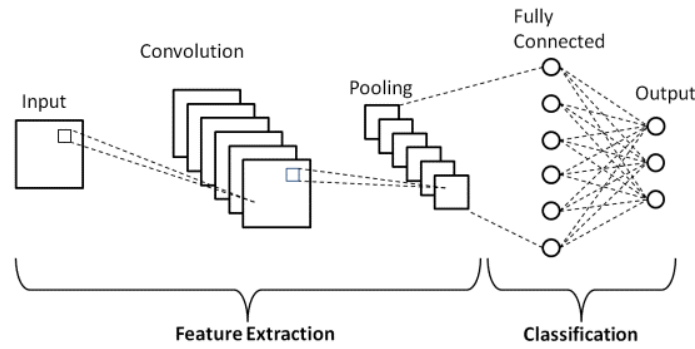 Input
Convolution
Pooling
Fully
Connected
Output
Feature Extraction
Classification